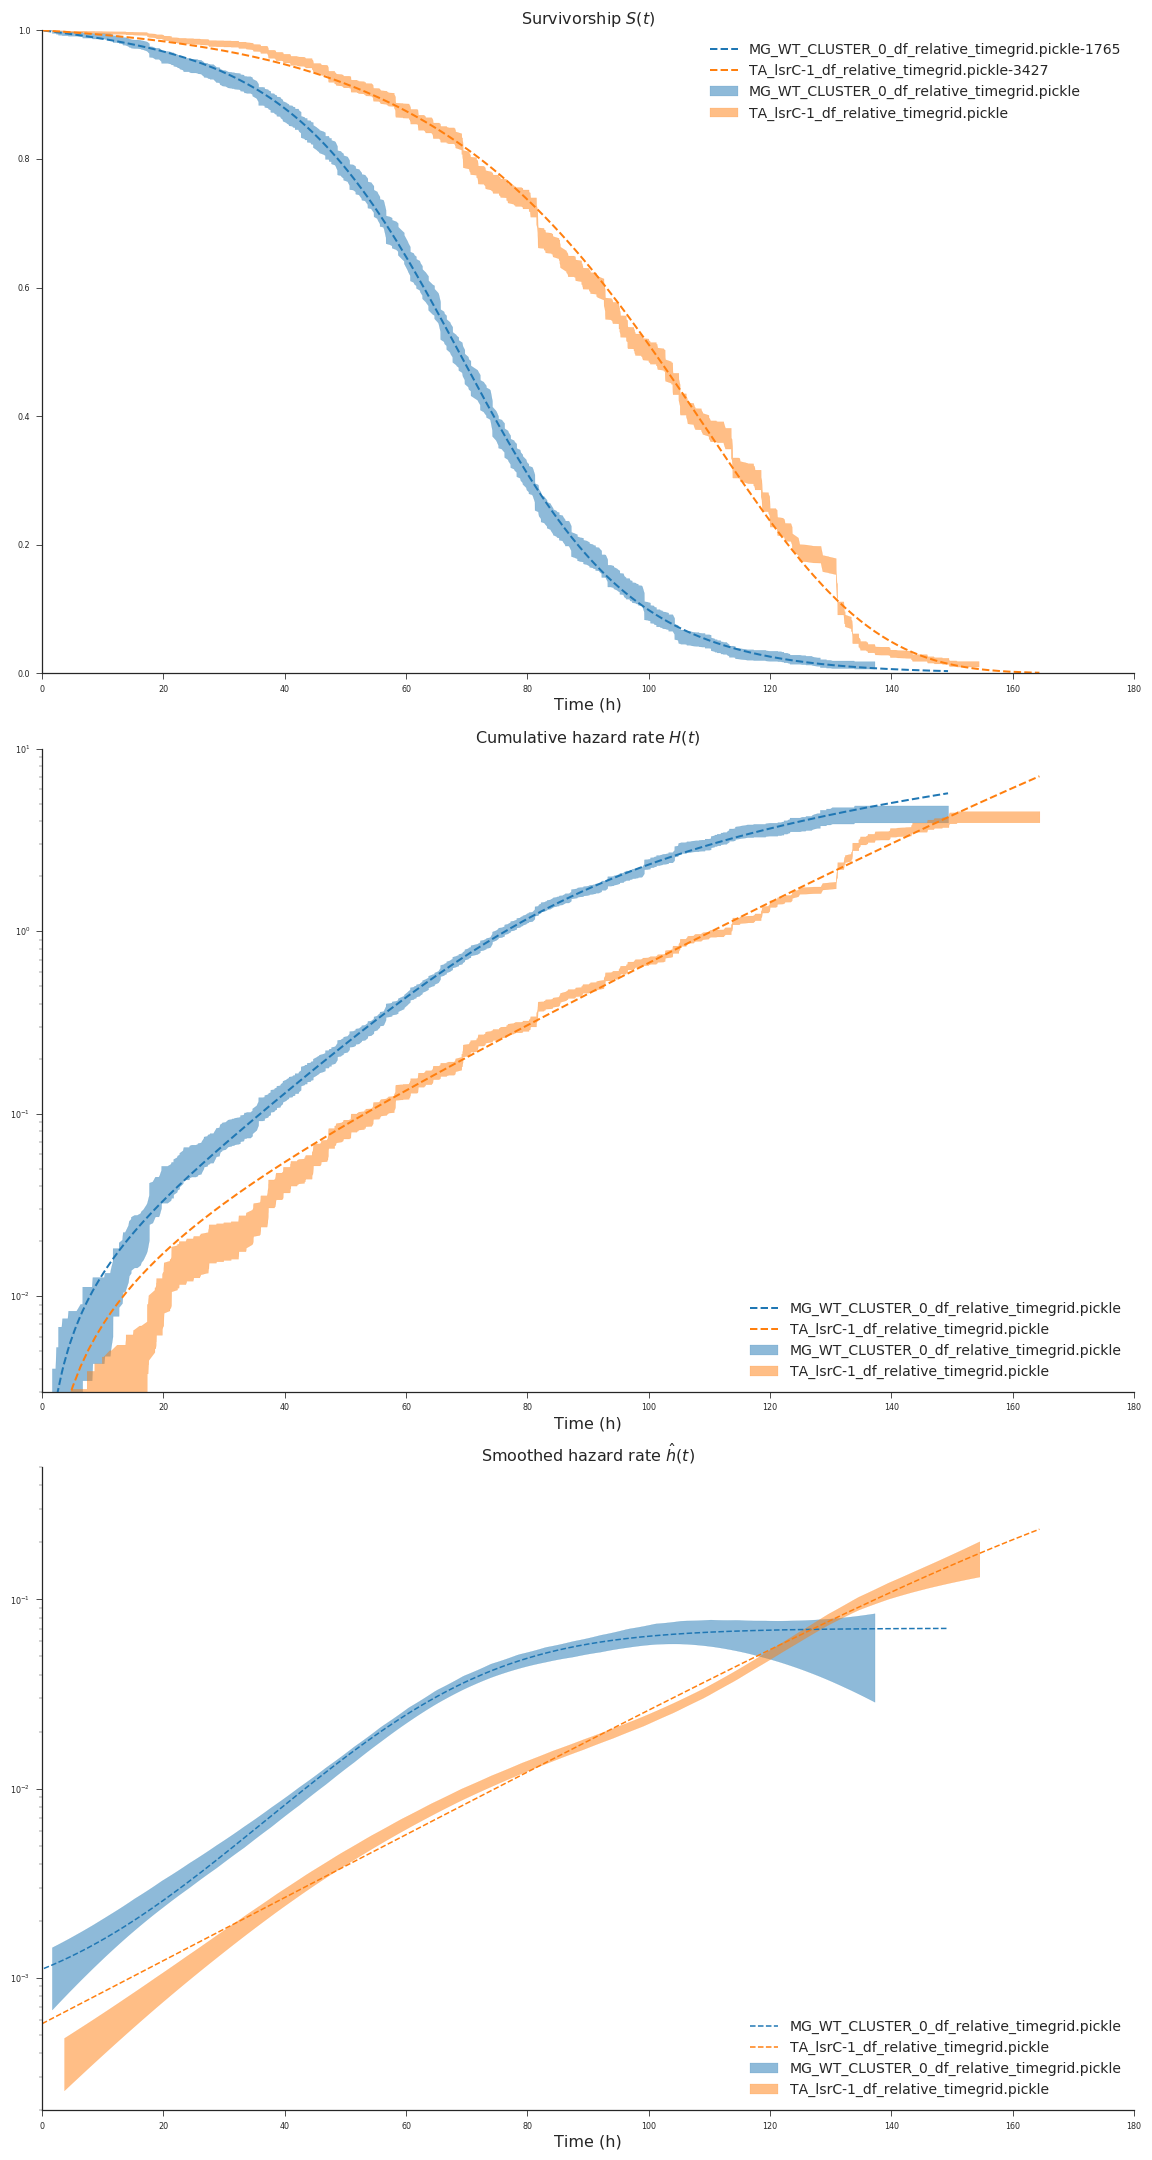 Survivorship S(t)
1.0
0.8
0.6
0.4
0.2
0.0
MG_WT_CLUSTER_0_df_relative_timegrid.pickle-1765
TA_lsrC-1_df_relative_timegrid.pickle-3427
MG_WT_CLUSTER_0_df_relative_timegrid.pickle
TA_lsrC-1_df_relative_timegrid.pickle
0 20 40 60 80 100 120 140 160 180
Time (h)
Cumulative hazard rate H(t)
10¹
10⁰
10⁻¹
10⁻²
MG_WT_CLUSTER_0_df_relative_timegrid.pickle
TA_lsrC-1_df_relative_timegrid.pickle
MG_WT_CLUSTER_0_df_relative_timegrid.pickle
TA_lsrC-1_df_relative_timegrid.pickle
0 20 40 60 80 100 120 140 160 180
Time (h)
Smoothed hazard rate ĥ(t)
10⁻¹
10⁻²
10⁻³
MG_WT_CLUSTER_0_df_relative_timegrid.pickle
TA_lsrC-1_df_relative_timegrid.pickle
MG_WT_CLUSTER_0_df_relative_timegrid.pickle
TA_lsrC-1_df_relative_timegrid.pickle
0 20 40 60 80 100 120 140 160 180
Time (h)